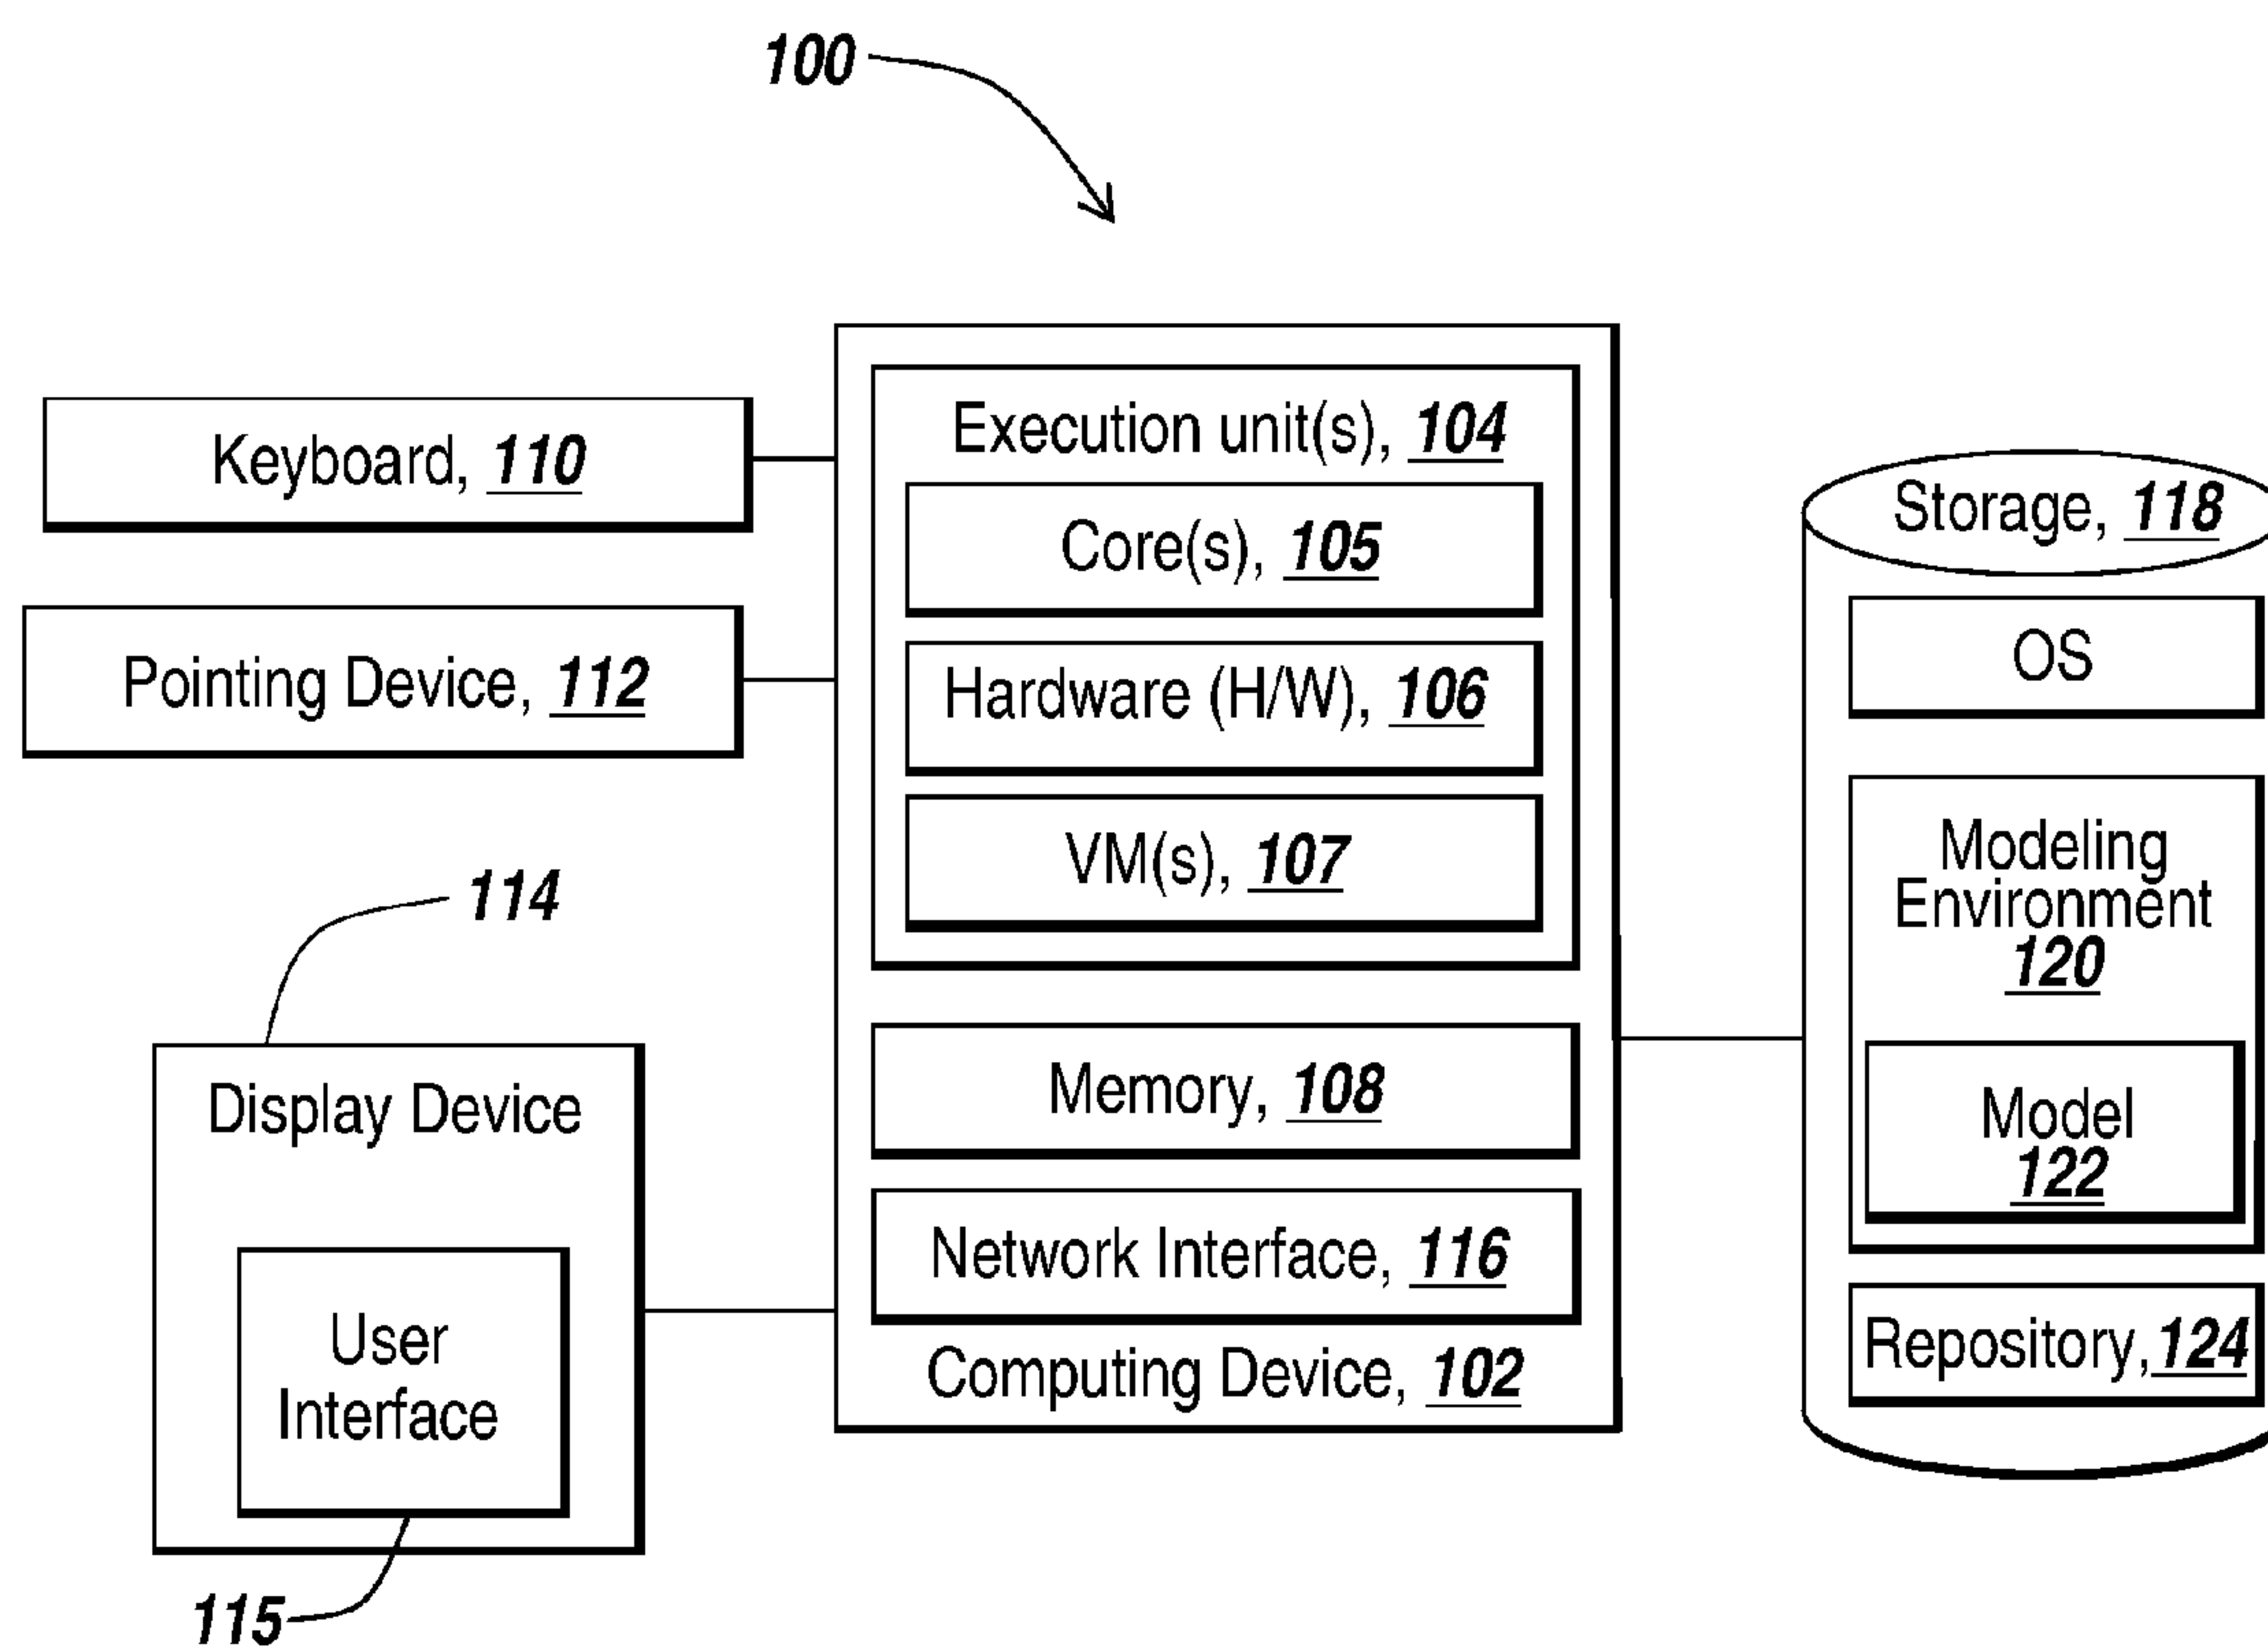 100
Keyboard, 110
Pointing Device, 112
114
Display Device
User
Interface
115
Execution unit(s), 104
Core(s), 105
Hardware (H/W), 106
VM(s), 107
Memory, 108
Network Interface, 116
Computing Device, 102
Storage, 118
OS
Modeling
Environment
120
Model
122
Repository, 124